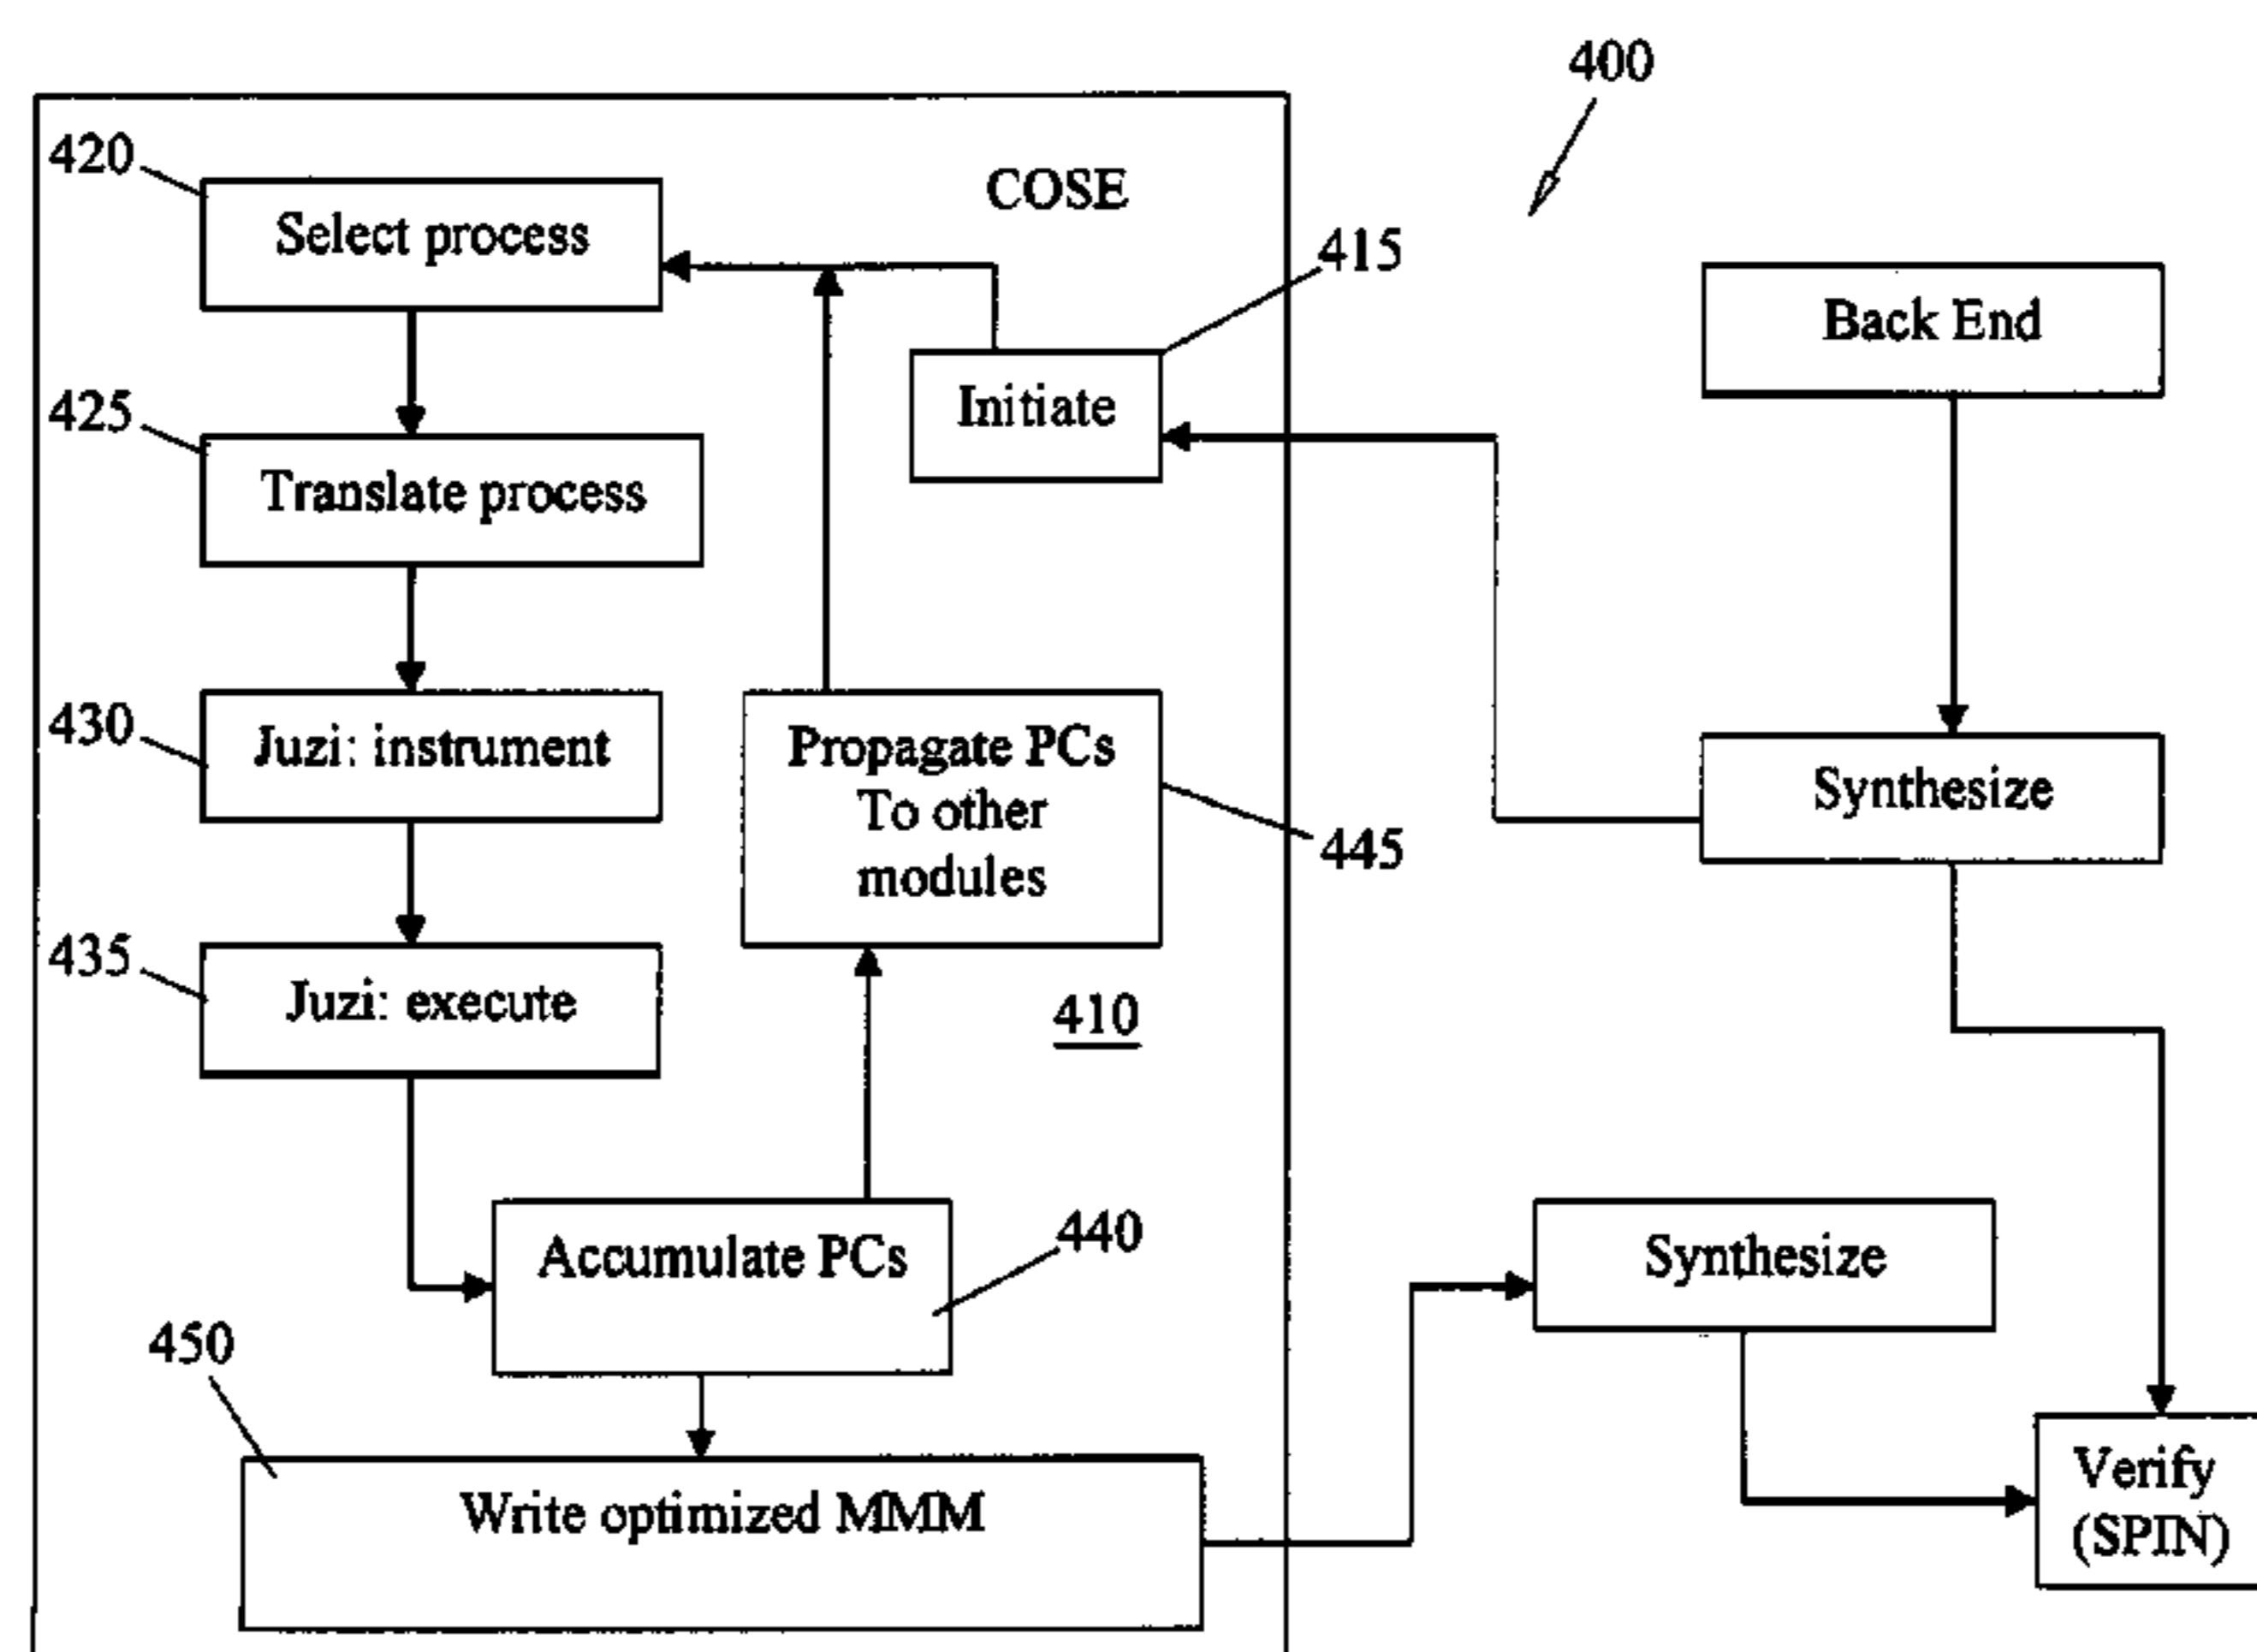 400
420
COSE
Select process
415
Back End
Initiate
425
Translate process
430
Juzi: instrument
Propagate PCs
To other
modules
Synthesize
445
435
Juzi: execute
410
440
Accumulate PCs
Synthesize
450
Write optimized MMM
Verify
(SPIN)